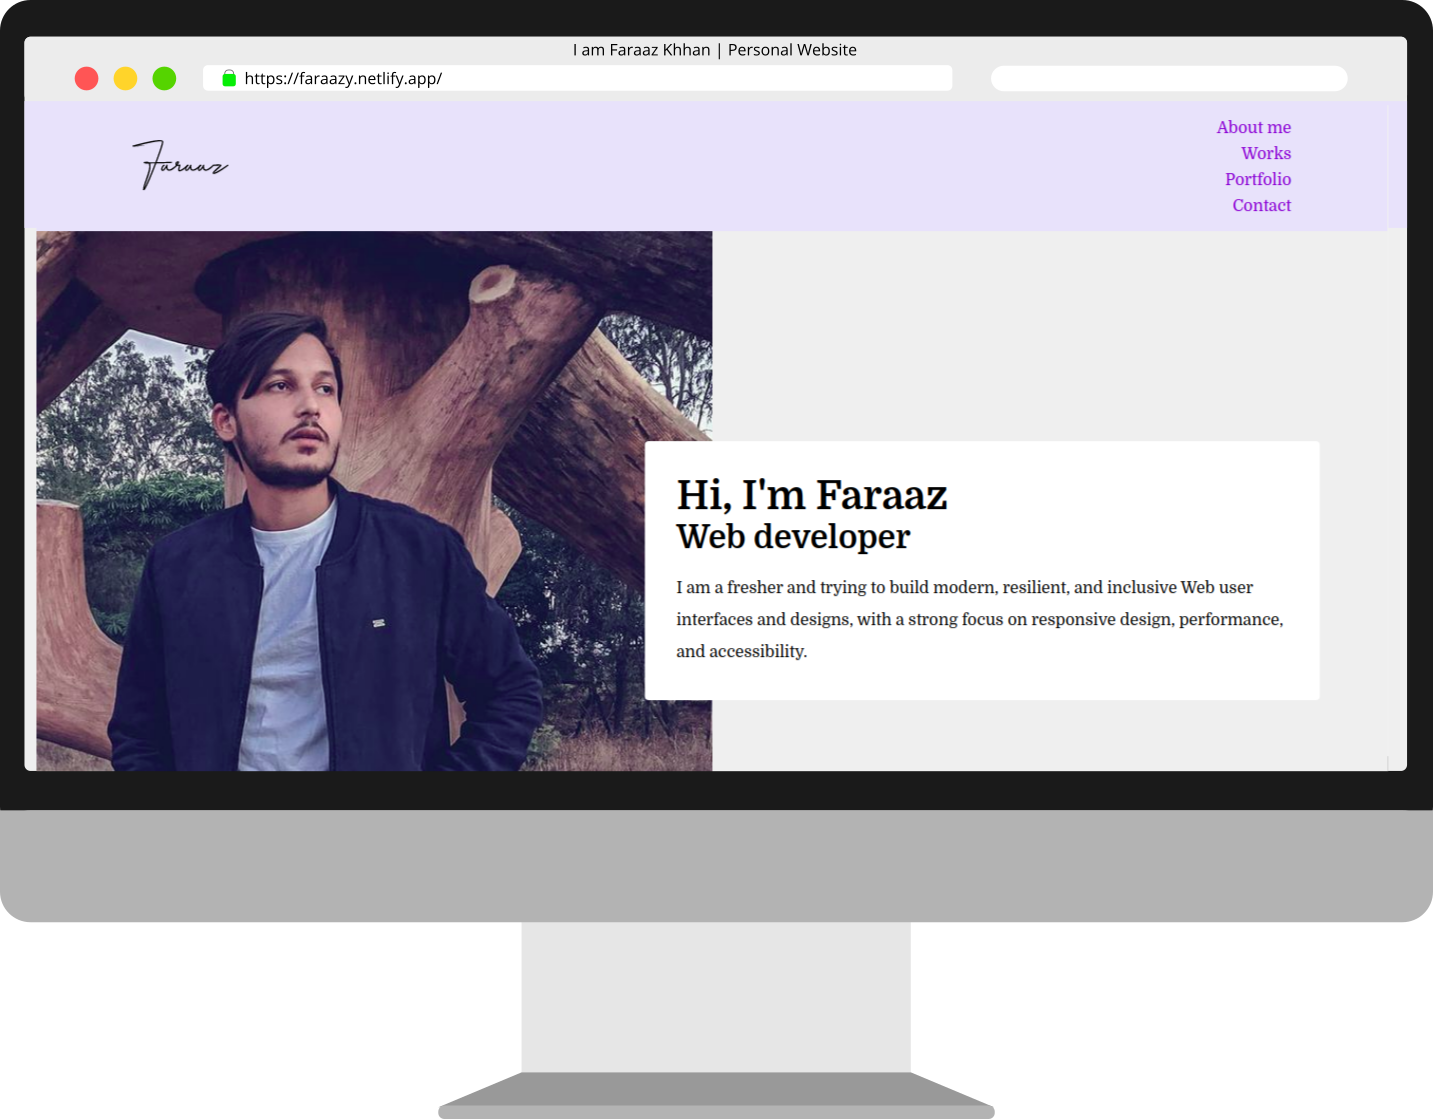 I am Faraaz Khhan | Personal Website
https://faraazy.netlify.app/
Faraaz
About me
Works
Portfolio
Contact
Hi, I'm Faraaz
Web developer
I am a fresher and trying to build modern, resilient, and inclusive Web user
interfaces and designs, with a strong focus on responsive design, performance,
and accessibility.